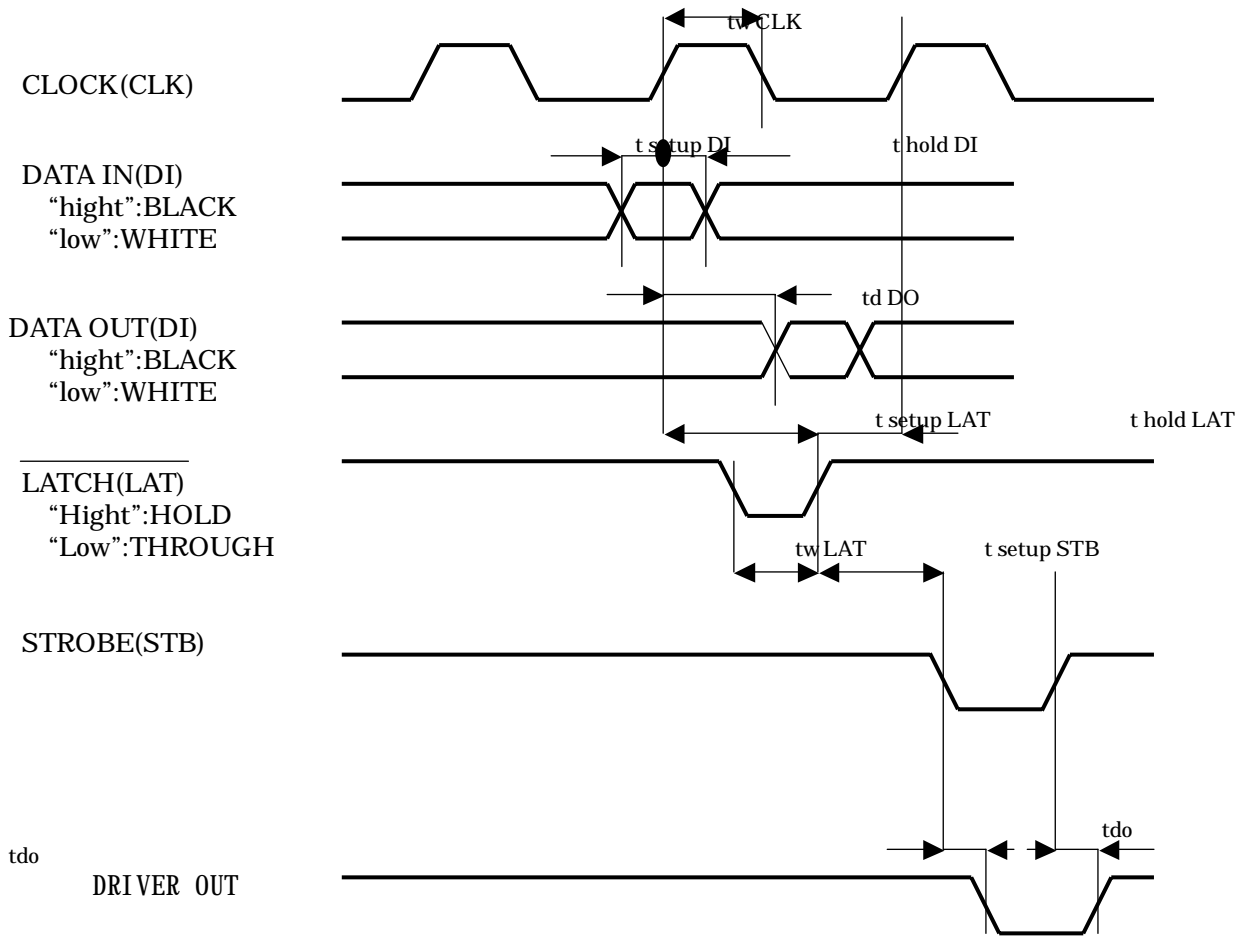 tw CLK
CLOCK(CLK)
t setup DI
t hold DI
DATA IN(DI)
“hight”:BLACK
“low”:WHITE
td DO
DATA OUT(DI)
“hight”:BLACK
“low”:WHITE
t setup LAT
t hold LAT
LATCH(LAT)
“Hight”:HOLD
“Low”:THROUGH
tw LAT
t setup STB
STROBE(STB)
tdo
tdo
DRIVER OUT